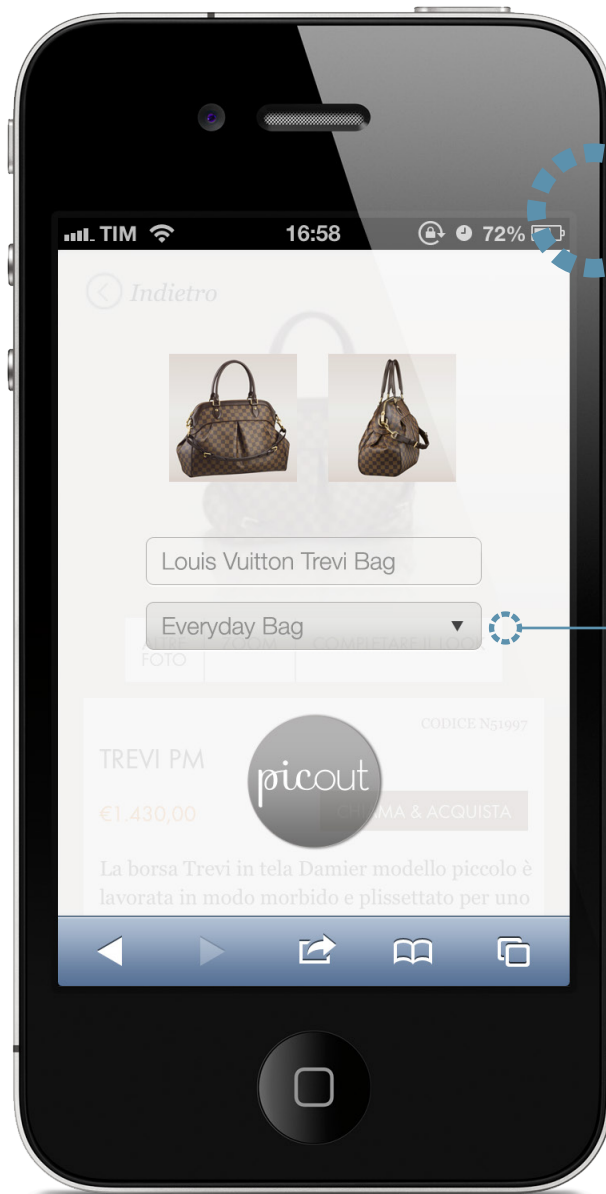 TIM 16:58 72%
Indietro
Louis Vuitton Trevi Bag
Everyday Bag
ALTRE FOTO ZOOM COMPLETARE IL LOOK
CODICE N51997
TREVI PM
picout
€1.430,00 CHIAMA & ACQUISTA
La borsa Trevi in tela Damier modello piccolo è
lavorata in modo morbido e plissettato per uno